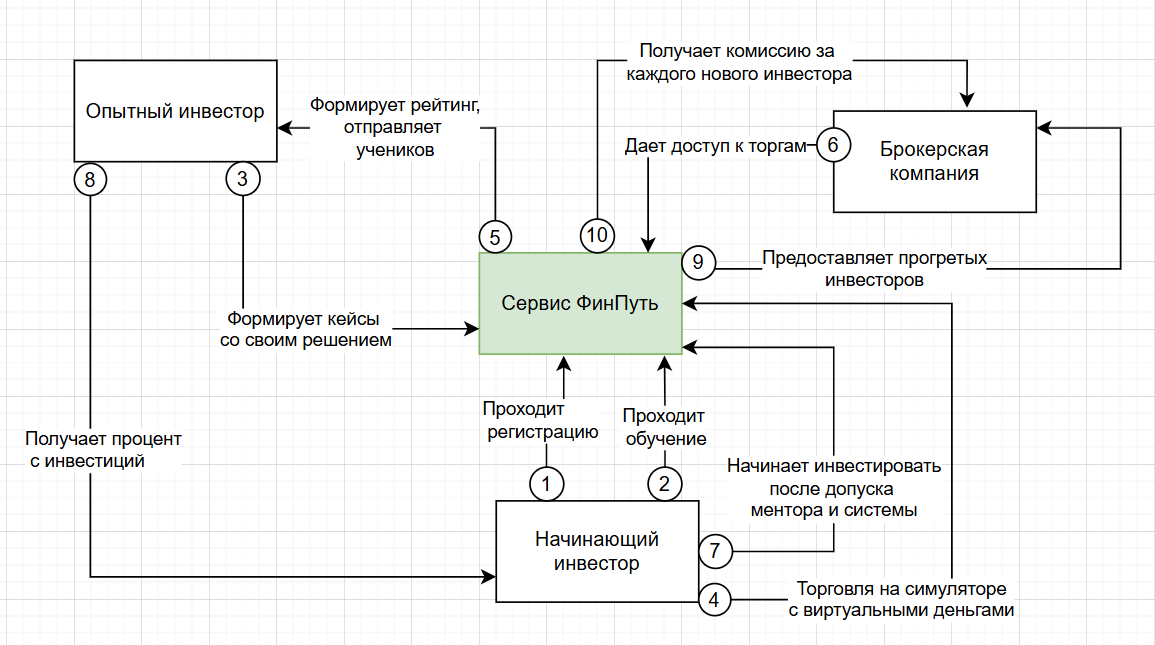 Получает комиссию за
каждого нового инвестора
Опытный инвестор
Формирует рейтинг,
отправляет
учеников
Дает доступ к торгам
6
Брокерская
компания
8
3
5
10
9
Предоставляет прогретых
инвесторов
Сервис ФинПуть
Формирует кейсы
со своим решением
Проходит
регистрацию
Проходит
обучение
Получает процент
с инвестиций
1
2
Начинает инвестировать
после допуска
ментора и системы
Начинающий
инвестор
7
4
Торговля на симуляторе
с виртуальными деньгами